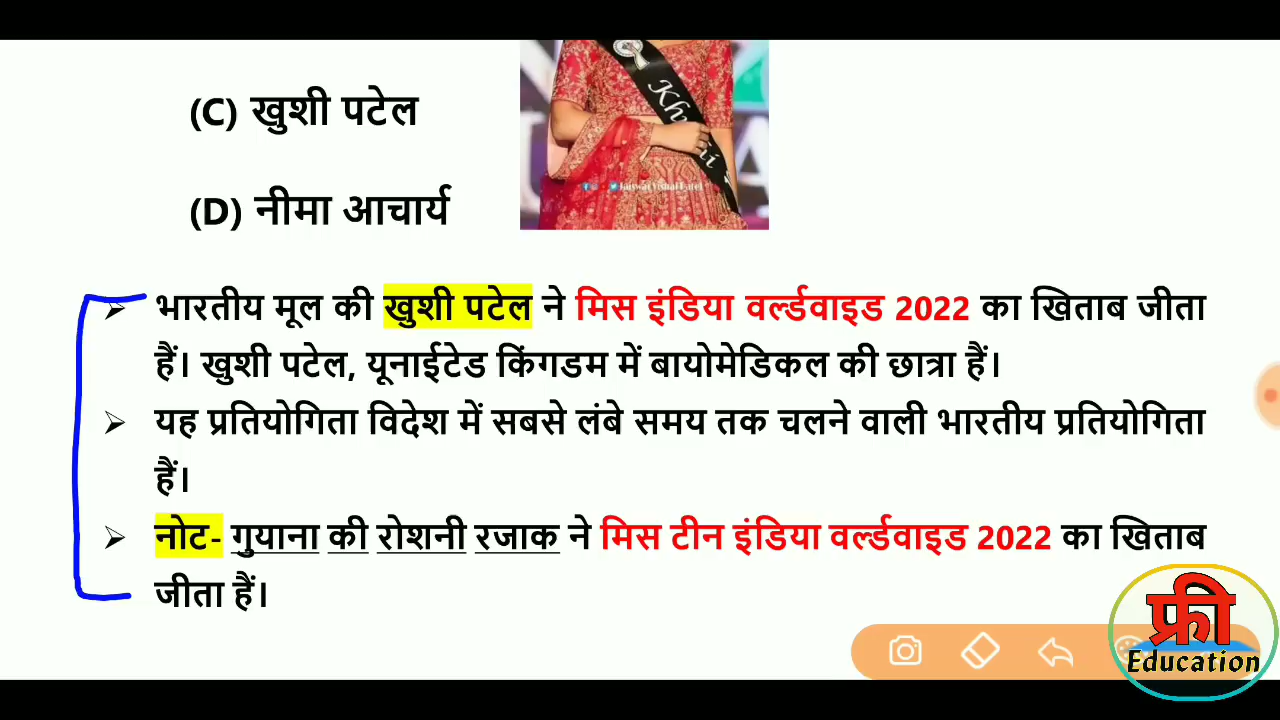 (C) खुशी पटेल
Khushi
(D) नीमा आचार्य
भारतीय मूल की खुशी पटेल ने मिस इंडिया वर्ल्डवाइड 2022 का खिताब जीता
हैं। खुशी पटेल, यूनाईटेड किंगडम में बायोमेडिकल की छात्रा हैं।
यह प्रतियोगिता विदेश में सबसे लंबे समय तक चलने वाली भारतीय प्रतियोगिता
हैं।
नोट- गुयाना की रोशनी रजाक ने मिस टीन इंडिया वर्ल्डवाइड 2022 का खिताब
जीता हैं।
फ्री
Education